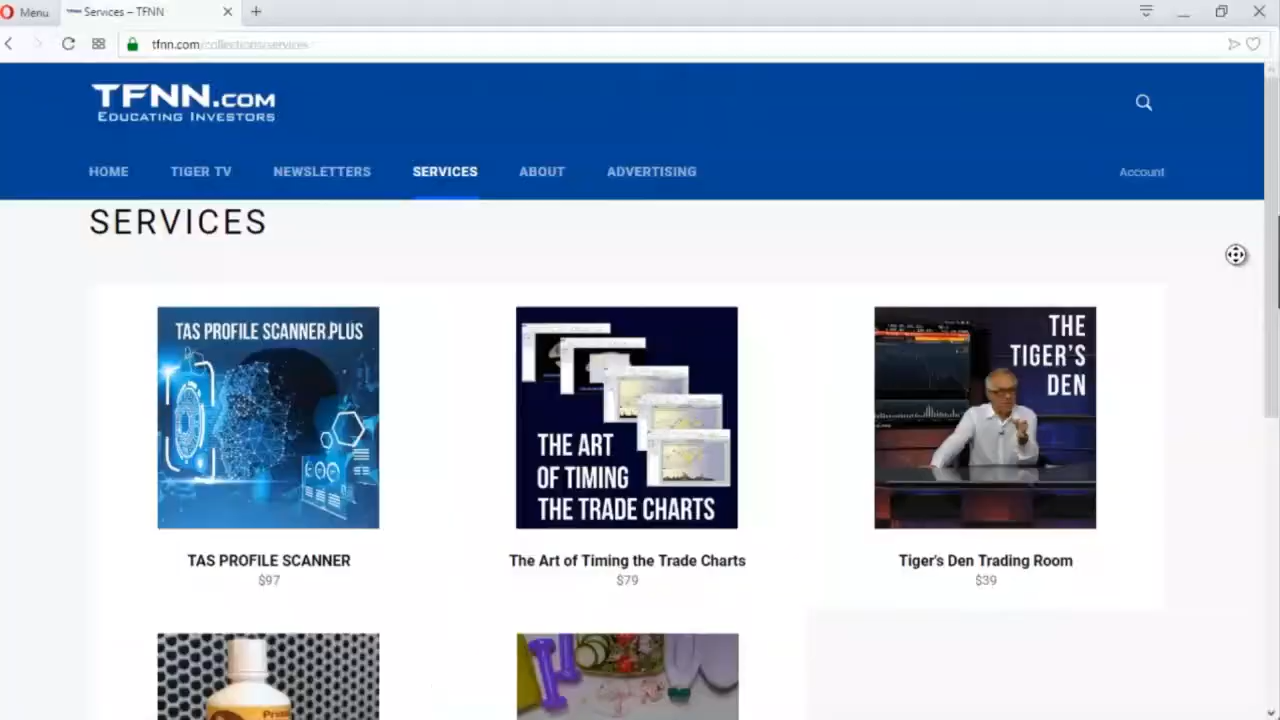 Menu
Services – TFNN
tfnn.com/collections/services
TFNN.COM
EDUCATING INVESTORS
HOME
TIGER TV
NEWSLETTERS
SERVICES
ABOUT
ADVERTISING
Account
SERVICES
TAS PROFILE SCANNER.PLUS
THE ART
OF TIMING
THE TRADE CHARTS
THE
TIGER'S
DEN
TAS PROFILE SCANNER
$97
The Art of Timing the Trade Charts
$79
Tiger's Den Trading Room
$39